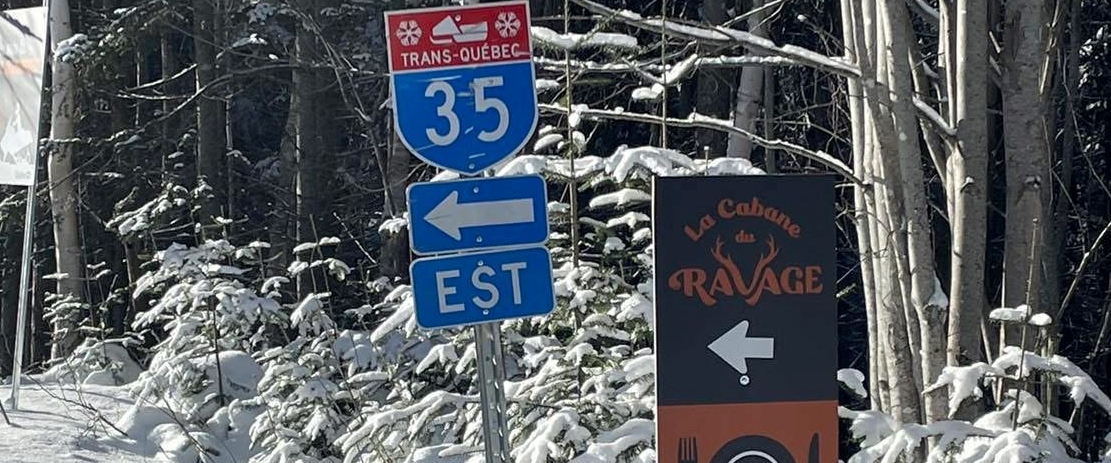 TRANS-QUÉBEC
35
EST
La Cabane
du
RAVAGE